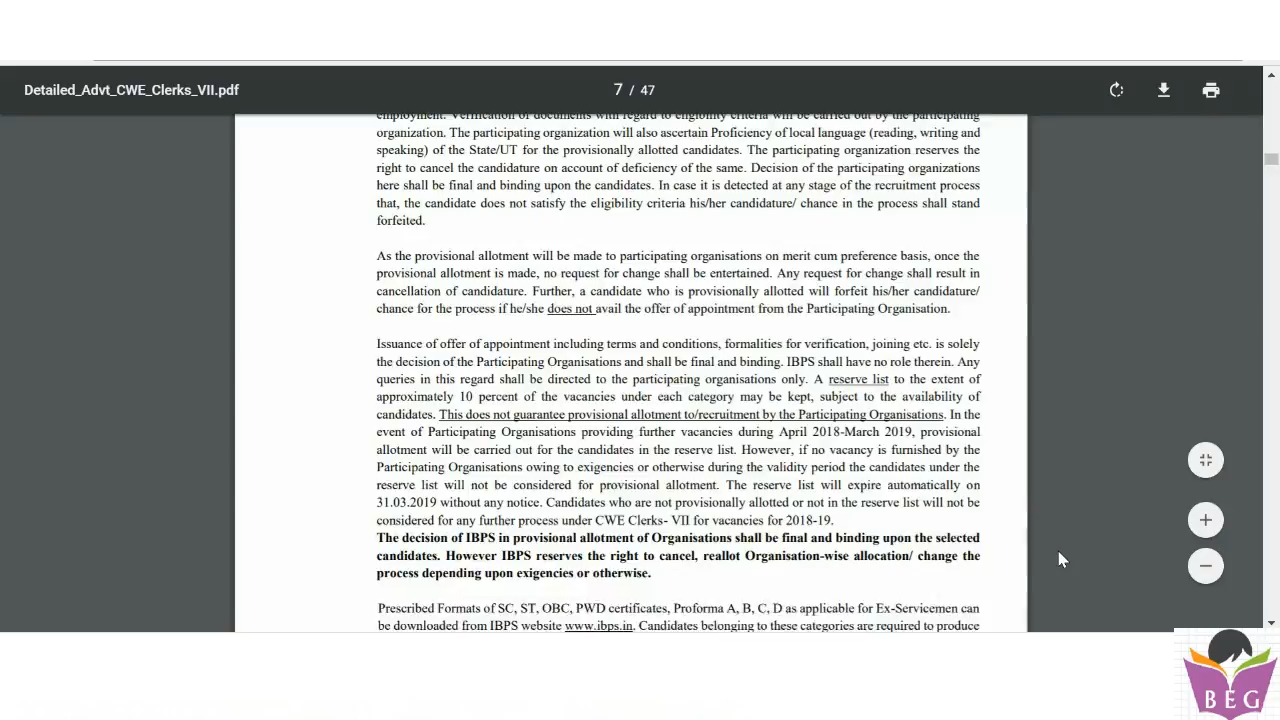 Detailed_Advt_CWE_Clerks_VII.pdf
7 / 47
employment. Verification of documents with regard to eligibility criteria will be carried out by the participating
organization. The participating organization will also ascertain Proficiency of local language (reading, writing and
speaking) of the State/UT for the provisionally allotted candidates. The participating organization reserves the
right to cancel the candidature on account of deficiency of the same. Decision of the participating organizations
here shall be final and binding upon the candidates. In case it is detected at any stage of the recruitment process
that, the candidate does not satisfy the eligibility criteria his/her candidature/ chance in the process shall stand
forfeited.
As the provisional allotment will be made to participating organisations on merit cum preference basis, once the
provisional allotment is made, no request for change shall be entertained. Any request for change shall result in
cancellation of candidature. Further, a candidate who is provisionally allotted will forfeit his/her candidature/
chance for the process if he/she does not avail the offer of appointment from the Participating Organisation.
Issuance of offer of appointment including terms and conditions, formalities for verification, joining etc. is solely
the decision of the Participating Organisations and shall be final and binding. IBPS shall have no role therein. Any
queries in this regard shall be directed to the participating organisations only. A reserve list to the extent of
approximately 10 percent of the vacancies under each category may be kept, subject to the availability of
candidates. This does not guarantee provisional allotment to/recruitment by the Participating Organisations. In the
event of Participating Organisations providing further vacancies during April 2018-March 2019, provisional
allotment will be carried out for the candidates in the reserve list. However, if no vacancy is furnished by the
Participating Organisations owing to exigencies or otherwise during the validity period the candidates under the
reserve list will not be considered for provisional allotment. The reserve list will expire automatically on
31.03.2019 without any notice. Candidates who are not provisionally allotted or not in the reserve list will not be
considered for any further process under CWE Clerks- VII for vacancies for 2018-19.
The decision of IBPS in provisional allotment of Organisations shall be final and binding upon the selected
candidates. However IBPS reserves the right to cancel, reallot Organisation-wise allocation/ change the
process depending upon exigencies or otherwise.
Prescribed Formats of SC, ST, OBC, PWD certificates, Proforma A, B, C, D as applicable for Ex-Servicemen can
be downloaded from IBPS website www.ibps.in. Candidates belonging to these categories are required to produce
BEG